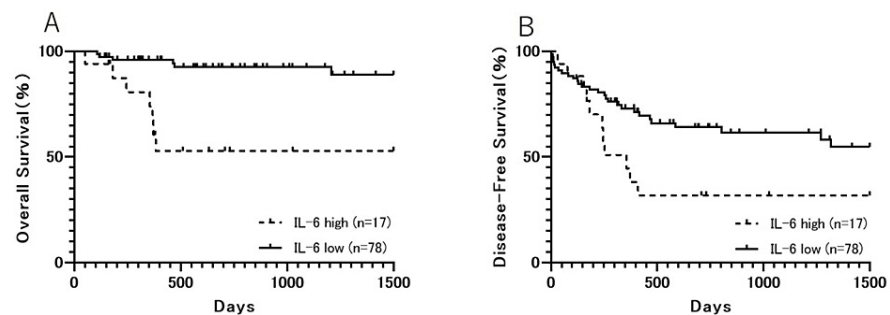 A
Overall Survival(%)
100
50
0
IL-6 high (n=17)
IL-6 low (n=78)
0 500 1000 1500
Days
B
Disease-Free Survival(%)
100
50
0
IL-6 high (n=17)
IL-6 low (n=78)
0 500 1000 1500
Days